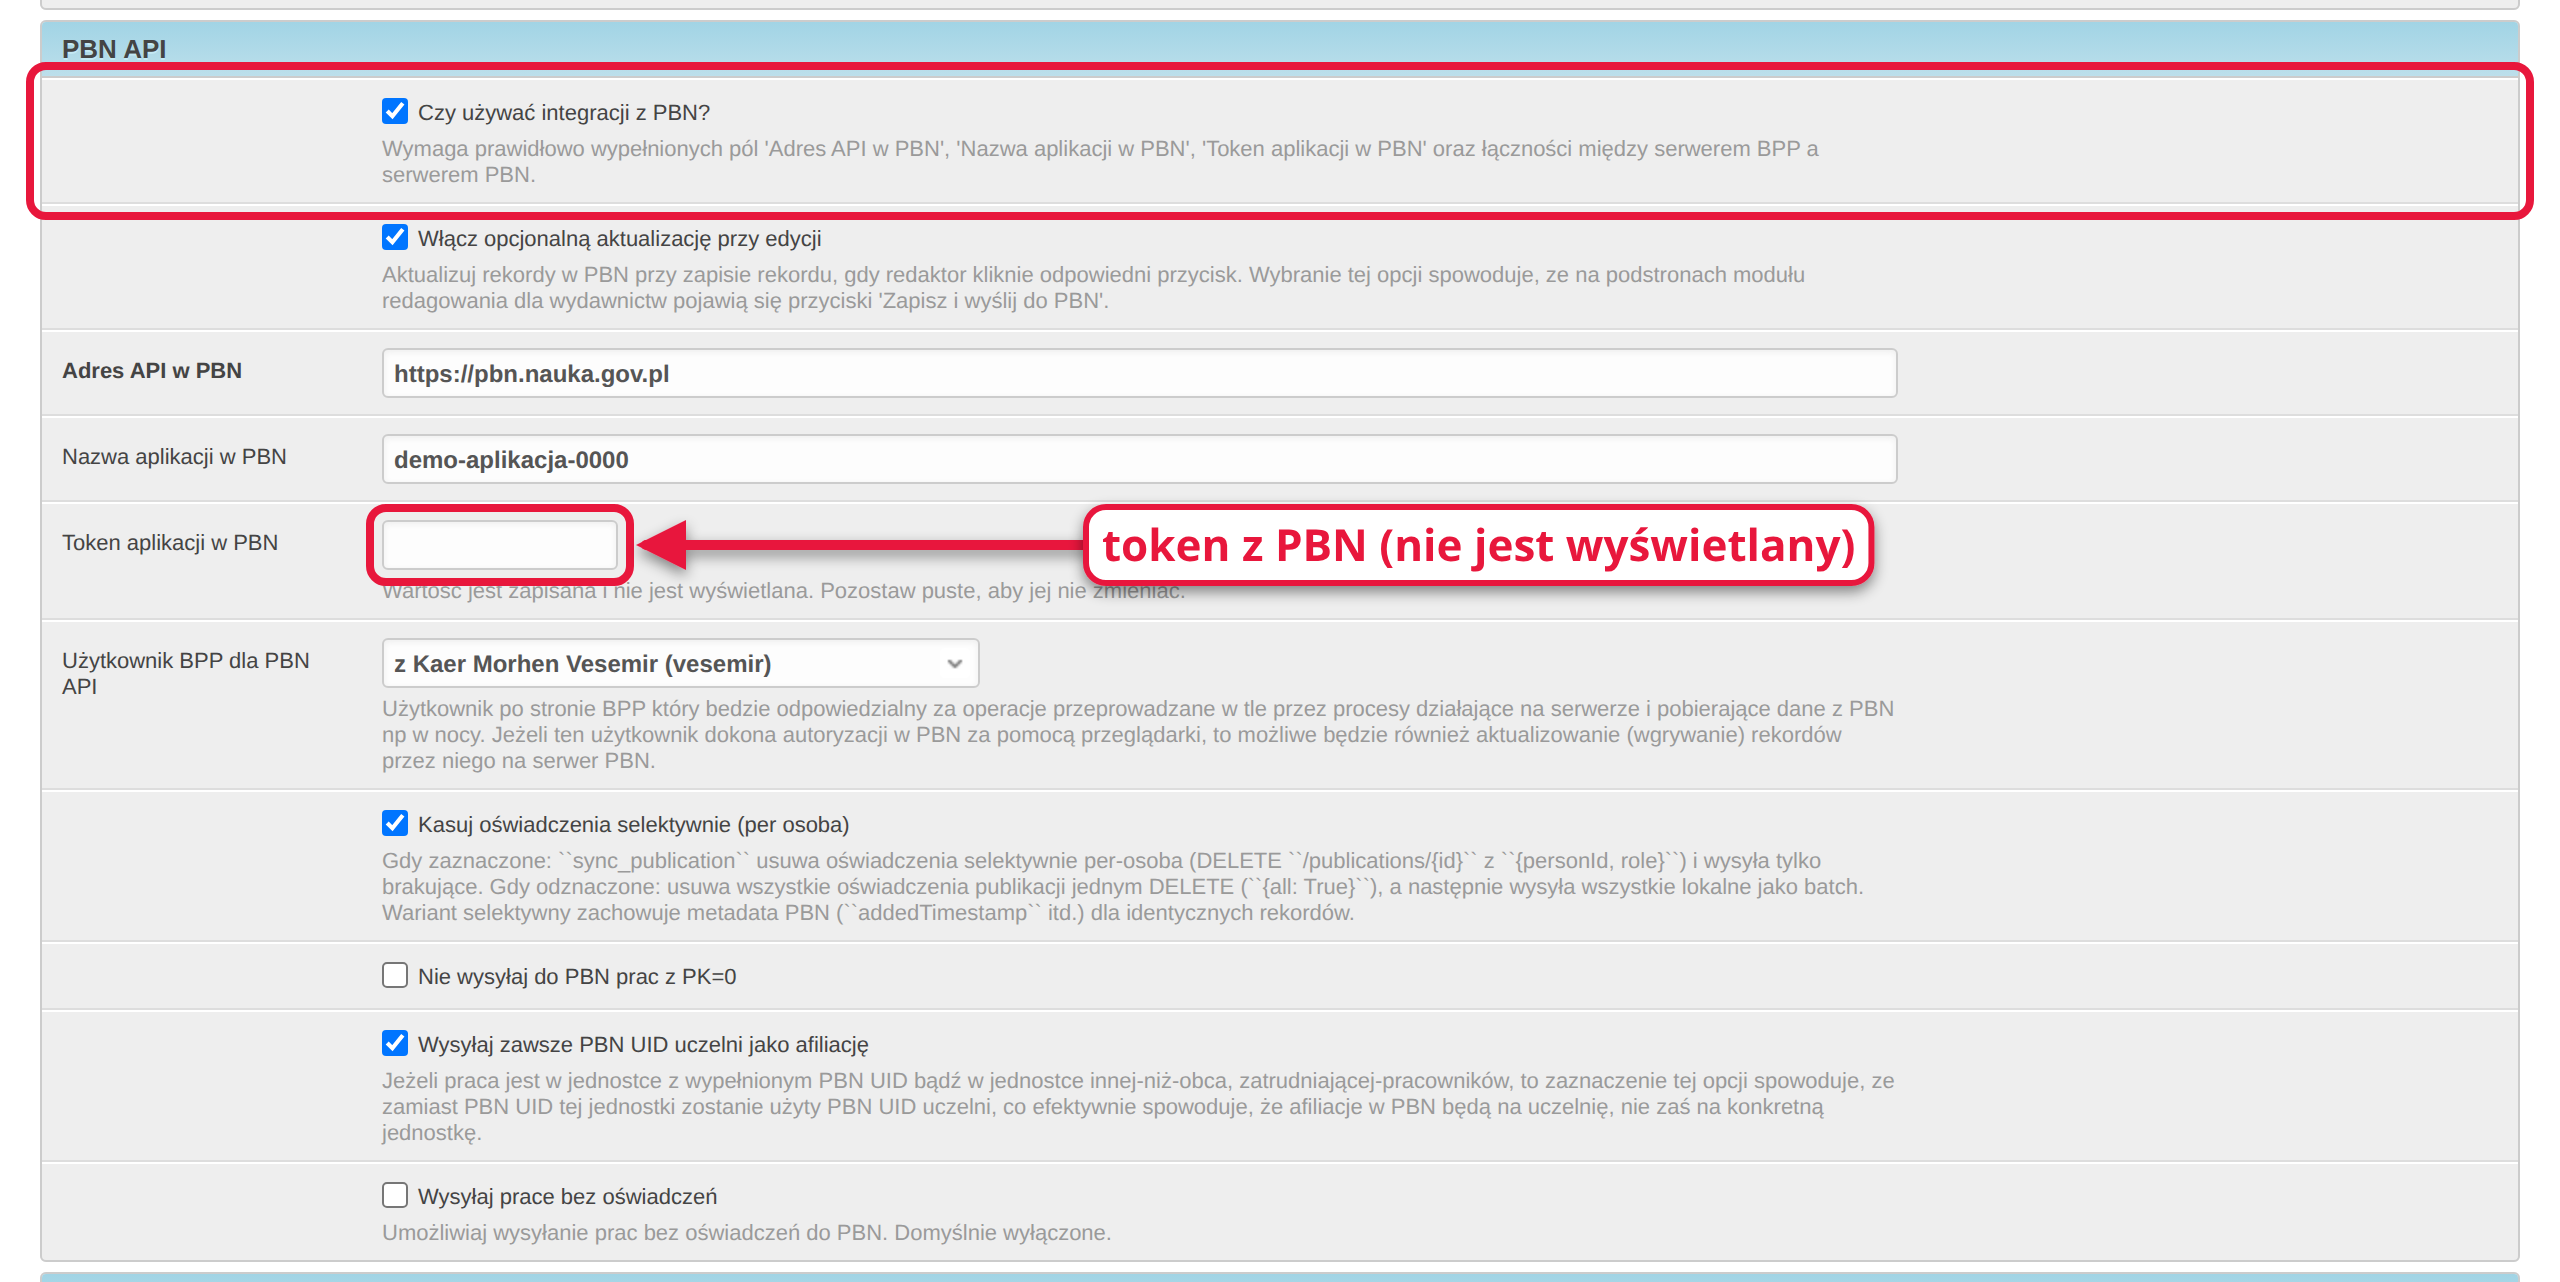 PBN API
Czy używać integracji z PBN?
Wymaga prawidłowo wypełnionych pól 'Adres API w PBN', 'Nazwa aplikacji w PBN', 'Token aplikacji w PBN' oraz łączności między serwerem BPP a
serwerem PBN.
Włącz opcjonalną aktualizację przy edycji
Aktualizuj rekordy w PBN przy zapisie rekordu, gdy redaktor kliknie odpowiedni przycisk. Wybranie tej opcji spowoduje, ze na podstronach modułu
redagowania dla wydawnictw pojawią się przyciski 'Zapisz i wyślij do PBN'.
Adres API w PBN
https://pbn.nauka.gov.pl
Nazwa aplikacji w PBN
demo-aplikacja-0000
Token aplikacji w PBN
token z PBN (nie jest wyświetlany)
Wartość jest zapisana i nie jest wyświetlana. Pozostaw puste, aby jej nie zmieniać.
Użytkownik BPP dla PBN
API
z Kaer Morhen Vesemir (vesemir)
Użytkownik po stronie BPP który bedzie odpowiedzialny za operacje przeprowadzane w tle przez procesy działające na serwerze i pobierające dane z PBN
np w nocy. Jeżeli ten użytkownik dokona autoryzacji w PBN za pomocą przeglądarki, to możliwe będzie również aktualizowanie (wgrywanie) rekordów
przez niego na serwer PBN.
Kasuj oświadczenia selektywnie (per osoba)
Gdy zaznaczone: ``sync_publication`` usuwa oświadczenia selektywnie per-osoba (DELETE ``/publications/{id}`` z ``{personId, role}``) i wysyła tylko
brakujące. Gdy odznaczone: usuwa wszystkie oświadczenia publikacji jednym DELETE (``{all: True}``), a następnie wysyła wszystkie lokalne jako batch.
Wariant selektywny zachowuje metadata PBN (``addedTimestamp`` itd.) dla identycznych rekordów.
Nie wysyłaj do PBN prac z PK=0
Wysyłaj zawsze PBN UID uczelni jako afiliację
Jeżeli praca jest w jednostce z wypełnionym PBN UID bądź w jednostce innej-niż-obca, zatrudniającej-pracowników, to zaznaczenie tej opcji spowoduje, ze
zamiast PBN UID tej jednostki zostanie użyty PBN UID uczelni, co efektywnie spowoduje, że afiliacje w PBN będą na uczelnię, nie zaś na konkretną
jednostkę.
Wysyłaj prace bez oświadczeń
Umożliwiaj wysyłanie prac bez oświadczeń do PBN. Domyślnie wyłączone.